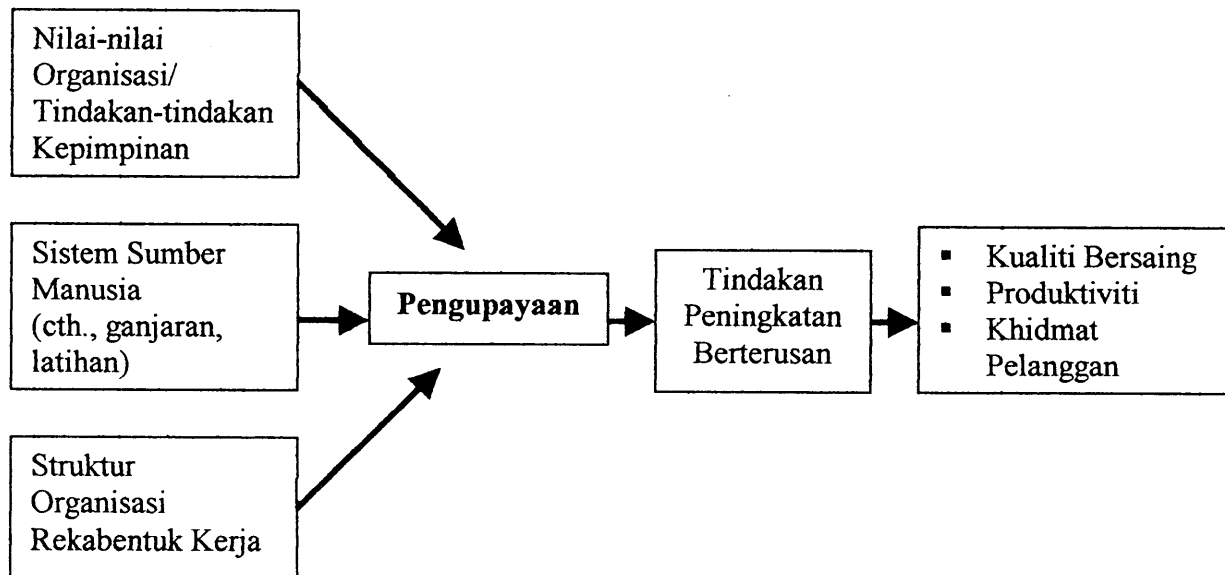 Nilai-nilai
Organisasi/
Tindakan-tindakan
Kepimpinan
Sistem Sumber
Manusia
(cth., ganjaran,
latihan)
Struktur
Organisasi
Rekabentuk Kerja
Pengupayaan
Tindakan
Peningkatan
Berterusan
▪ Kualiti Bersaing
▪ Produktiviti
▪ Khidmat
Pelanggan